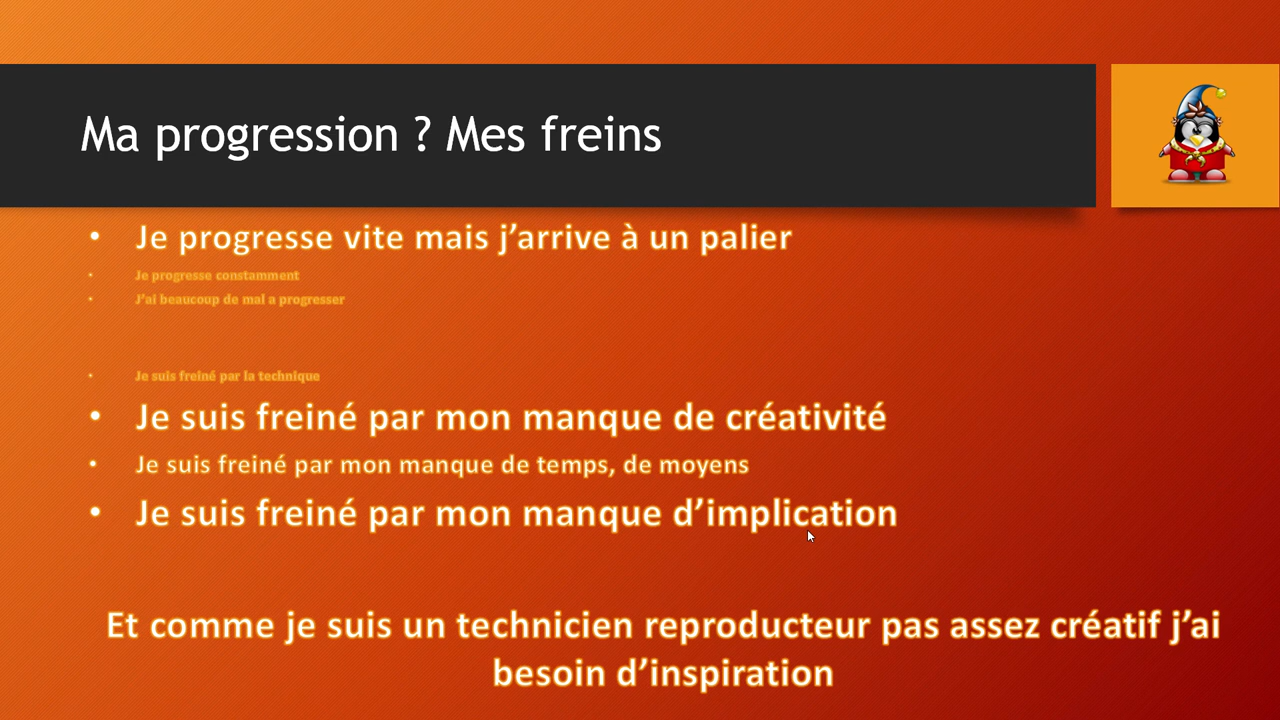 Ma progression ? Mes freins
• Je progresse vite mais j’arrive à un palier
• Je progresse constamment
• J’ai beaucoup de mal a progresser
• Je suis freiné par la technique
• Je suis freiné par mon manque de créativité
• Je suis freiné par mon manque de temps, de moyens
• Je suis freiné par mon manque d’implication
Et comme je suis un technicien reproducteur pas assez créatif j’ai
besoin d’inspiration